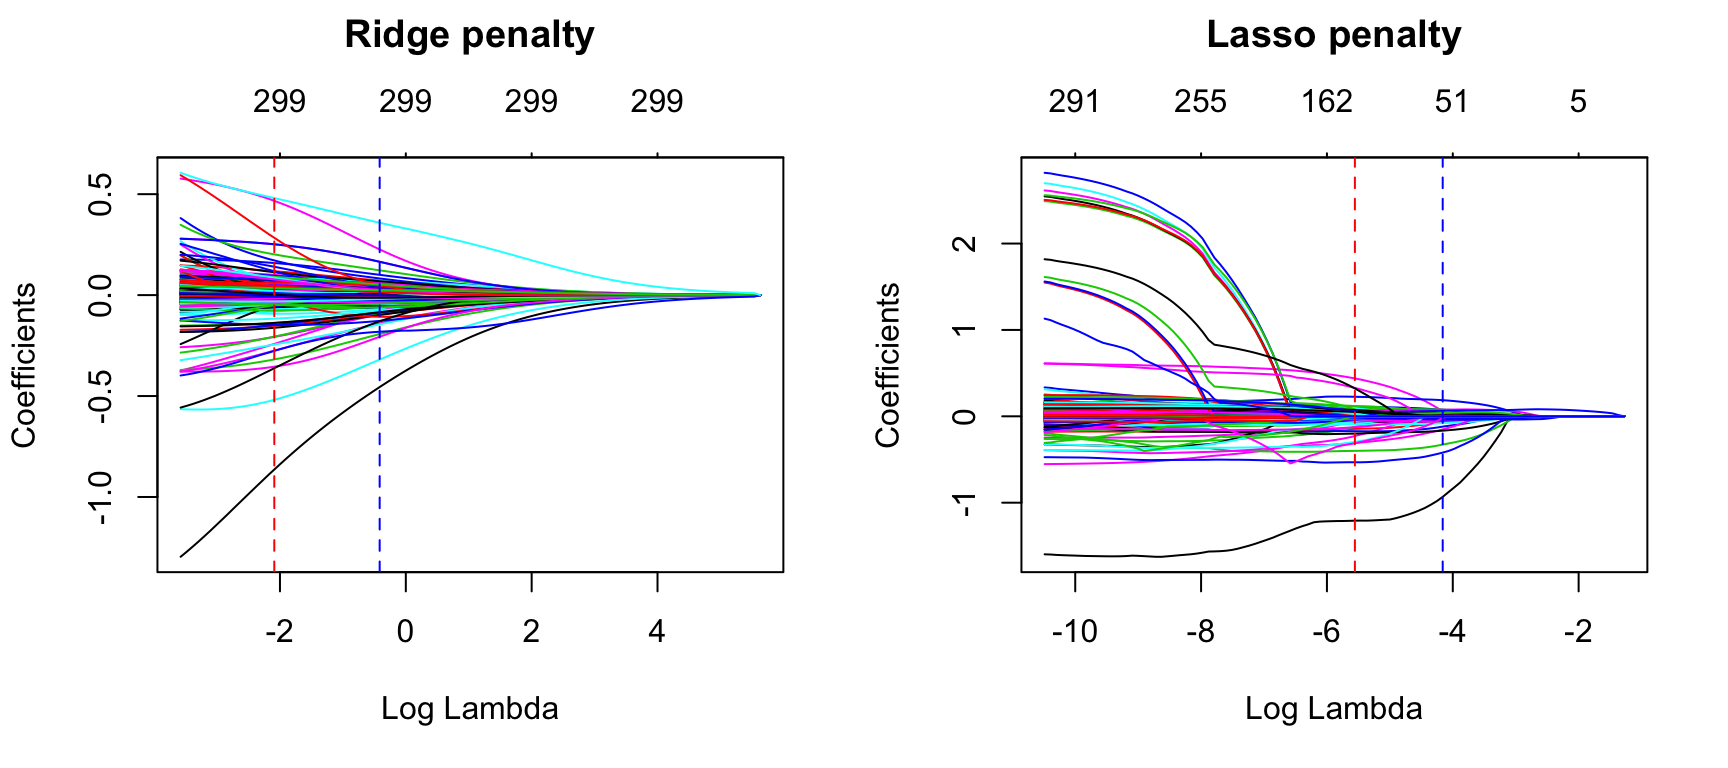 Ridge penalty
299 299 299 299
0.5
0.0
-0.5
-1.0
Coefficients
-2 0 2 4
Log Lambda
Lasso penalty
291 255 162 51 5
2
1
0
-1
Coefficients
-10 -8 -6 -4 -2
Log Lambda